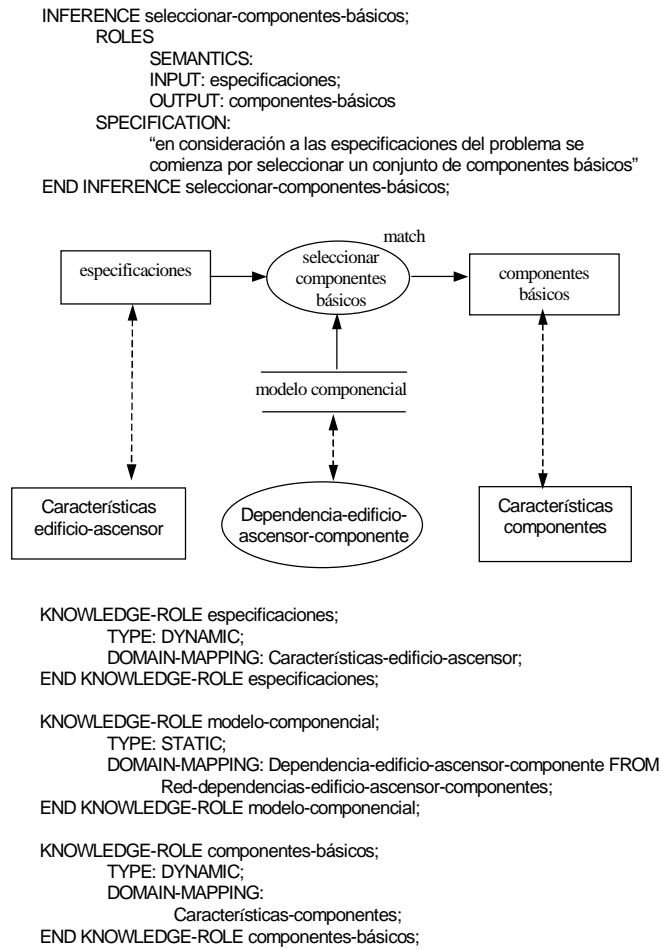 INFERENCE seleccionar-componentes-básicos;
ROLES
SEMANTICS:
INPUT: especificaciones;
OUTPUT: componentes-básicos
SPECIFICATION:
“en consideración a las especificaciones del problema se
comienza por seleccionar un conjunto de componentes básicos”
END INFERENCE seleccionar-componentes-básicos;
match
especificaciones
seleccionar
componentes
básicos
componentes
básicos
modelo componencial
Característícas
edificio-ascensor
Dependencia-edificio-
ascensor-componente
Característícas
componentes
KNOWLEDGE-ROLE especificaciones;
TYPE: DYNAMIC;
DOMAIN-MAPPING: Característícas-edificio-ascensor;
END KNOWLEDGE-ROLE especificaciones;
KNOWLEDGE-ROLE modelo-componencial;
TYPE: STATIC;
DOMAIN-MAPPING: Dependencia-edificio-ascensor-componente FROM
Red-dependencias-edificio-ascensor-componentes;
END KNOWLEDGE-ROLE modelo-componencial;
KNOWLEDGE-ROLE componentes-básicos;
TYPE: DYNAMIC;
DOMAIN-MAPPING:
Característícas-componentes;
END KNOWLEDGE-ROLE componentes-básicos;